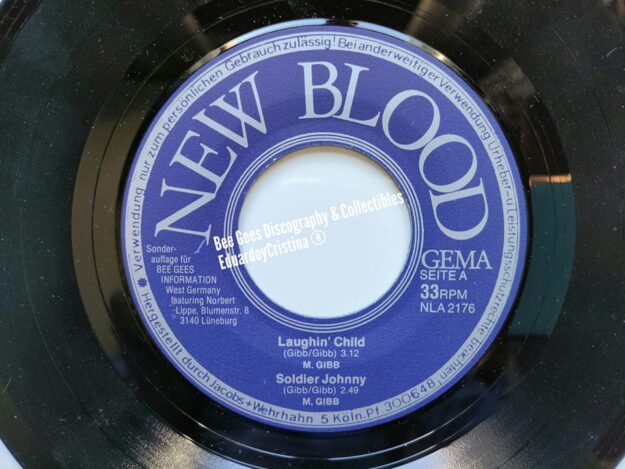 ✽ Verwendung nur zum persönlichen Gebrauch zulässig! Bei anderweitiger Verwendung Urheber-u Leistungsschutzrechte beachten! ✽
NEW BLOOD
Bee Gees Discography & Collectibles
EduardoyCristina ®
GEMA
SEITE A
33RPM
NLA 2176
Sonder-
auflage für
BEE GEES
INFORMATION
West Germany
featuring Norbert
Lippe, Blumenstr. 8
3140 Lüneburg
Laughin' Child
(Gibb/Gibb) 3.12
M. GIBB
Soldier Johnny
(Gibb/Gibb) 2.49
M. GIBB
Hergestellt durch Jacobs+Wehrhahn 5 Köln.Pf.300648